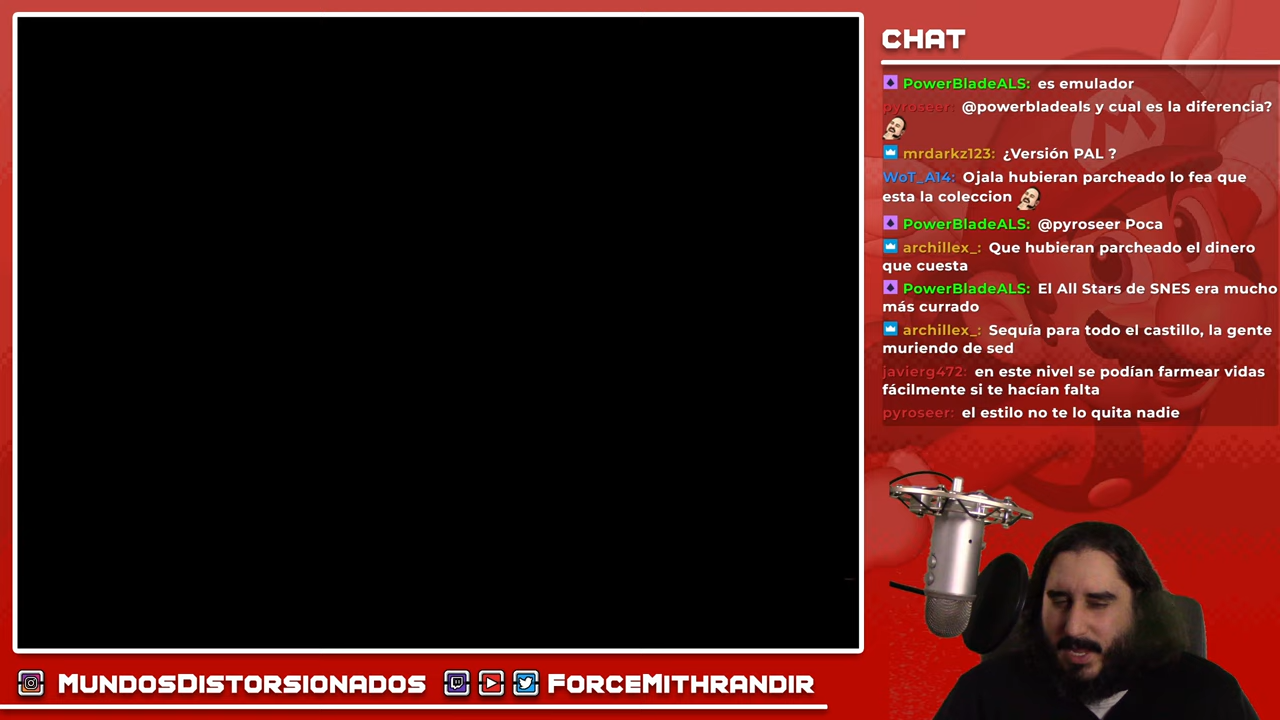 CHAT
PowerBladeALS: es emulador
pyroseer: @powerbladeals y cual es la diferencia?
mrdarkz123: ¿Versión PAL ?
WoT_A14: Ojala hubieran parcheado lo fea que
esta la coleccion
PowerBladeALS: @pyroseer Poca
archillex_: Que hubieran parcheado el dinero
que cuesta
PowerBladeALS: El All Stars de SNES era mucho
más currado
archillex_: Sequía para todo el castillo, la gente
muriendo de sed
javierg472: en este nivel se podían farmear vidas
fácilmente si te hacían falta
pyroseer: el estilo no te lo quita nadie
MUNDOSDISTORSIONADOS FORCEMITHRANDIR